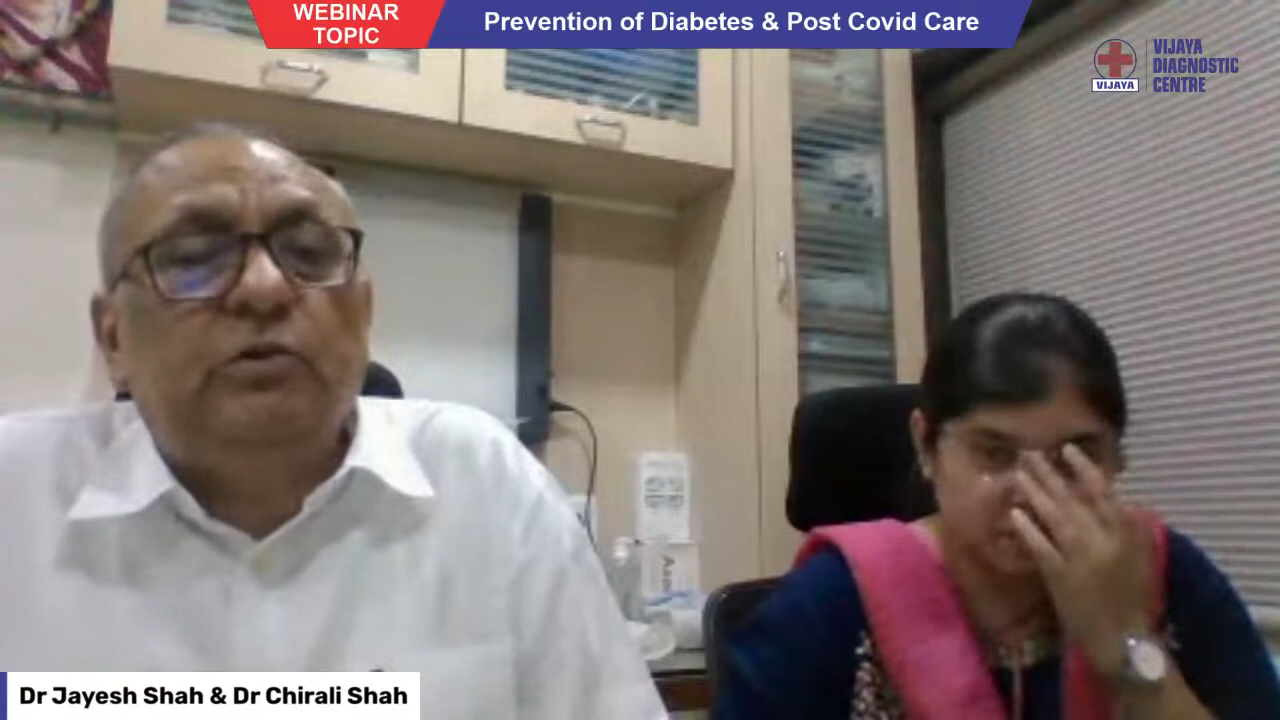 WEBINAR
TOPIC
Prevention of Diabetes & Post Covid Care
VIJAYA
VIJAYA
DIAGNOSTIC
CENTRE
Dr Jayesh Shah & Dr Chirali Shah